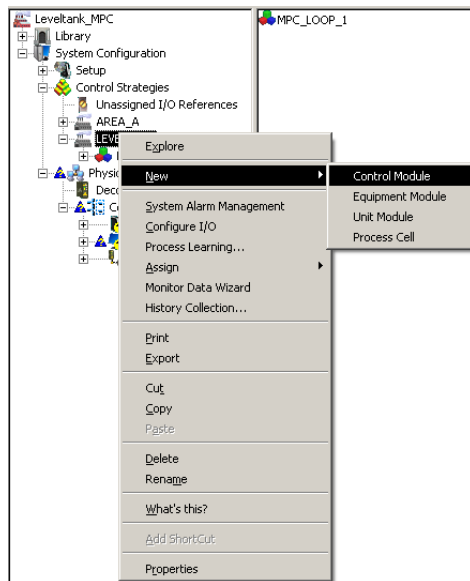 Leveltank_MPC
Library
System Configuration
Setup
Control Strategies
Unassigned I/O References
AREA_A
MPC_LOOP_1
Explore
New
Control Module
Equipment Module
Unit Module
Process Cell
System Alarm Management
Configure I/O
Process Learning...
Assign
Monitor Data Wizard
History Collection...
Print
Export
Cut
Copy
Paste
Delete
Rename
What's this?
Add ShortCut
Properties